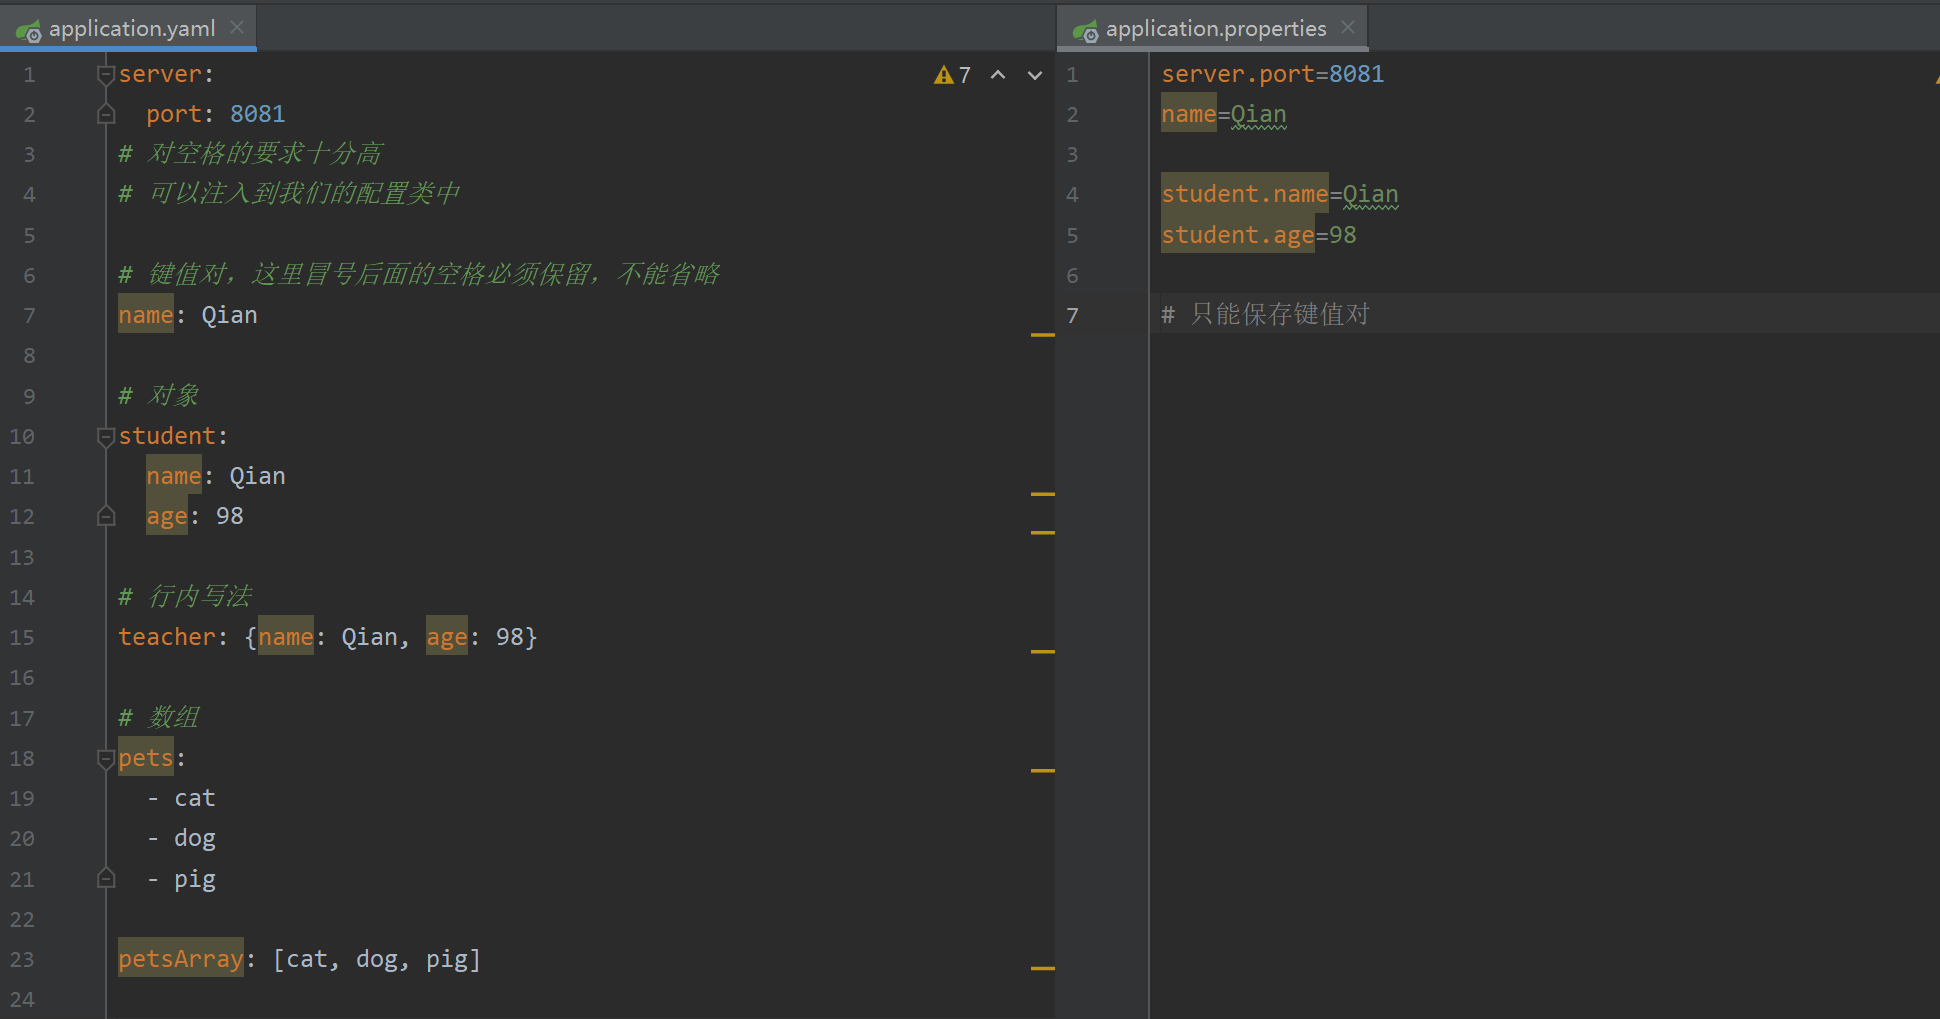 application.yaml
1 server:
2 port: 8081
3 # 对空格的要求十分高
4 # 可以注入到我们的配置类中
5
6 # 键值对，这里冒号后面的空格必须保留，不能省略
7 name: Qian
8
9 # 对象
10 student:
11 name: Qian
12 age: 98
13
14 # 行内写法
15 teacher: {name: Qian, age: 98}
16
17 # 数组
18 pets:
19 - cat
20 - dog
21 - pig
22
23 petsArray: [cat, dog, pig]
24
7
application.properties
1 server.port=8081
2 name=Qian
3
4 student.name=Qian
5 student.age=98
6
7 # 只能保存键值对